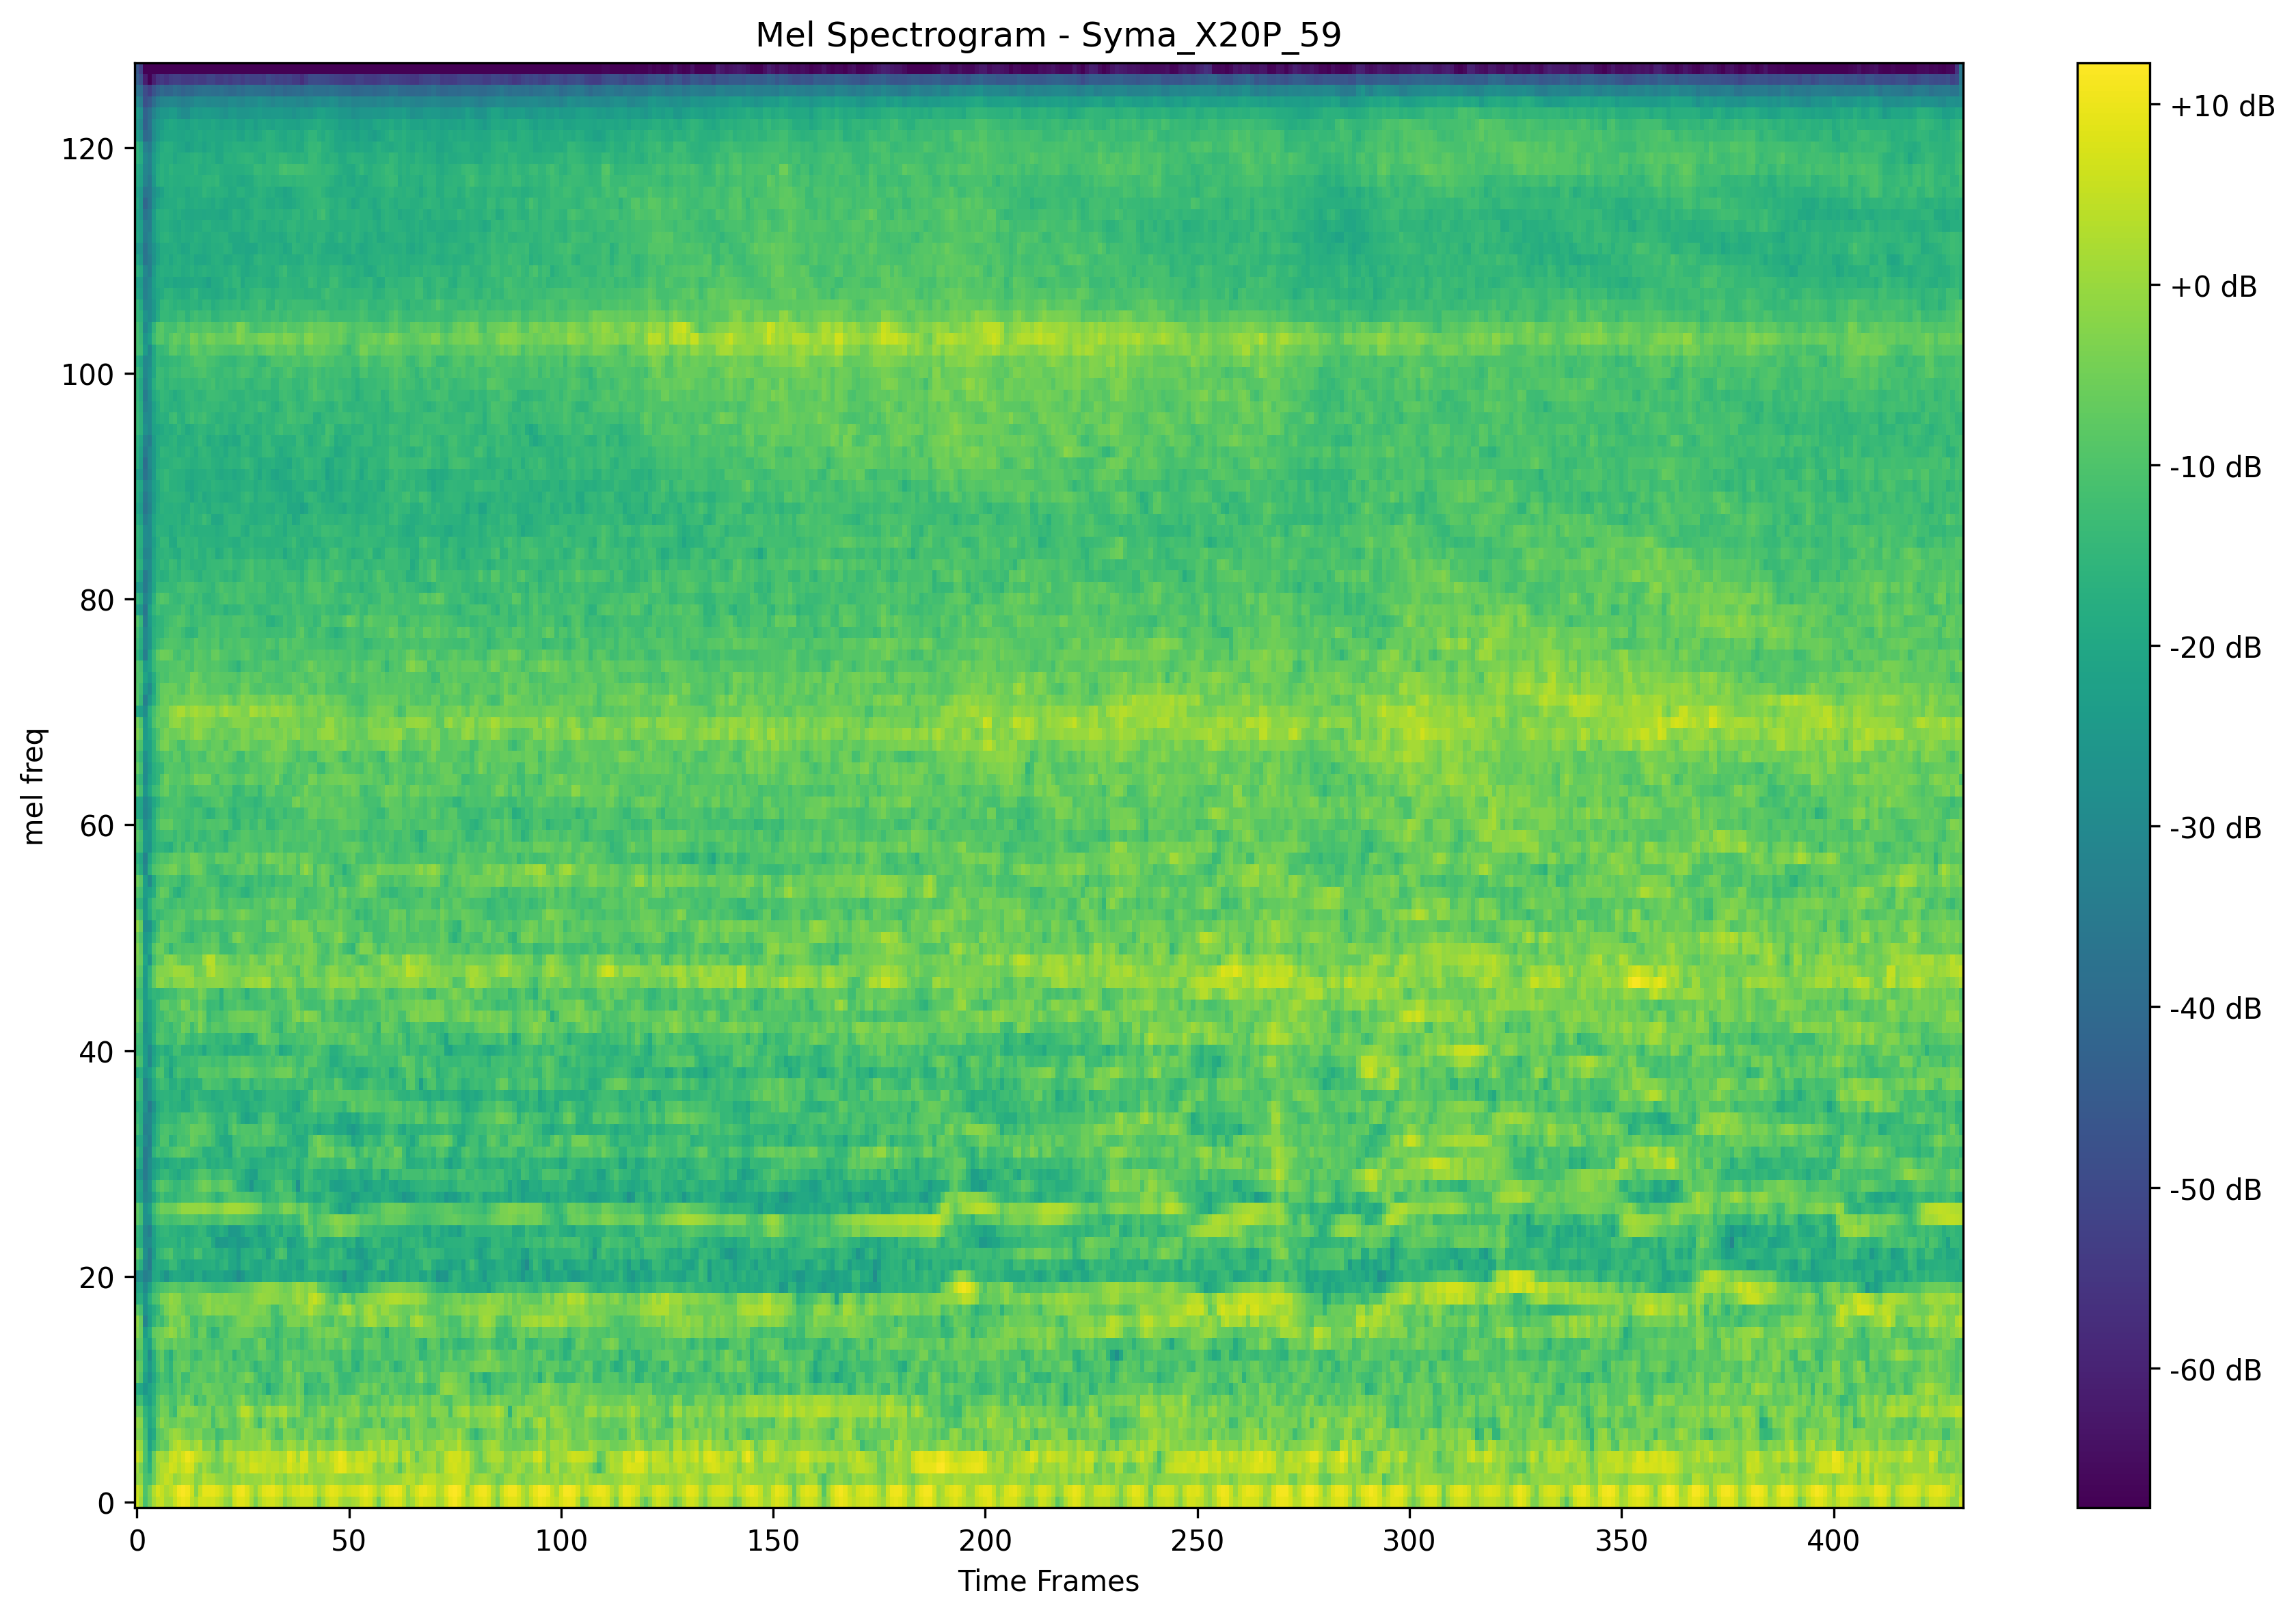 Mel Spectrogram - Syma_X20P_59
120
100
80
60
40
20
0
mel freq
0 50 100 150 200 250 300 350 400
Time Frames
+10 dB
+0 dB
-10 dB
-20 dB
-30 dB
-40 dB
-50 dB
-60 dB